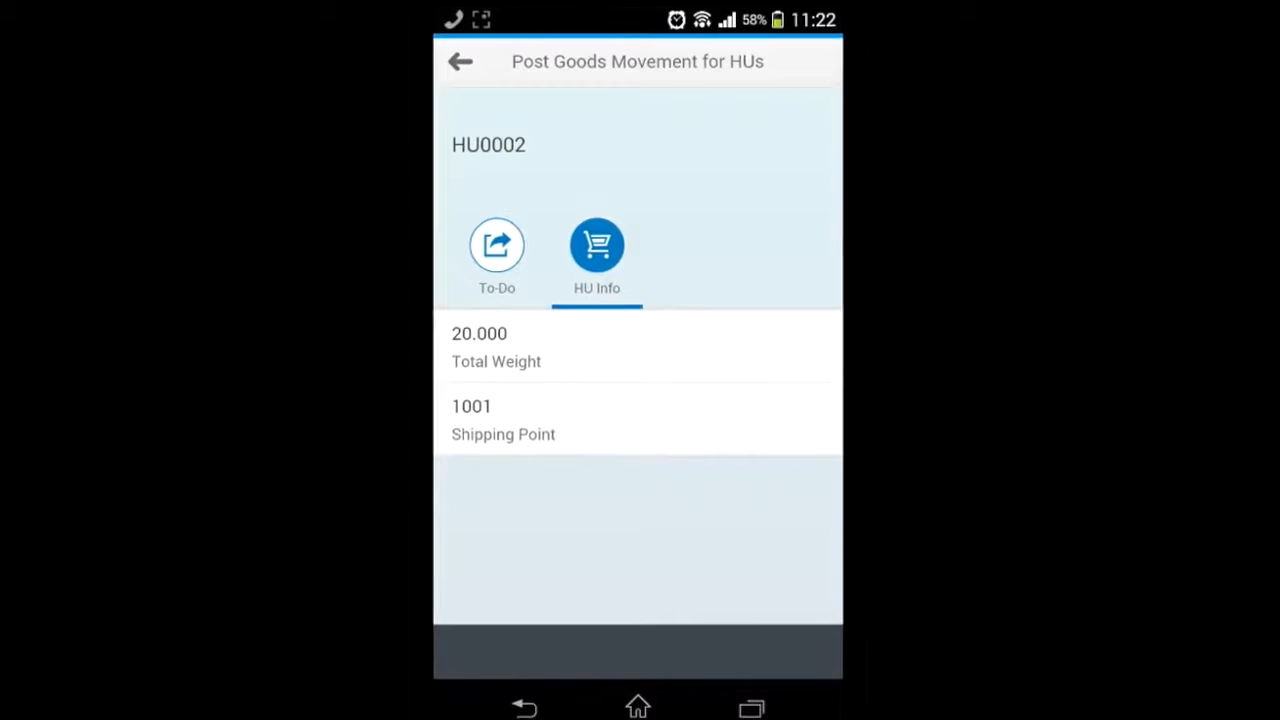 58% 11:22
Post Goods Movement for HUs
HU0002
To-Do HU Info
20.000
Total Weight
1001
Shipping Point